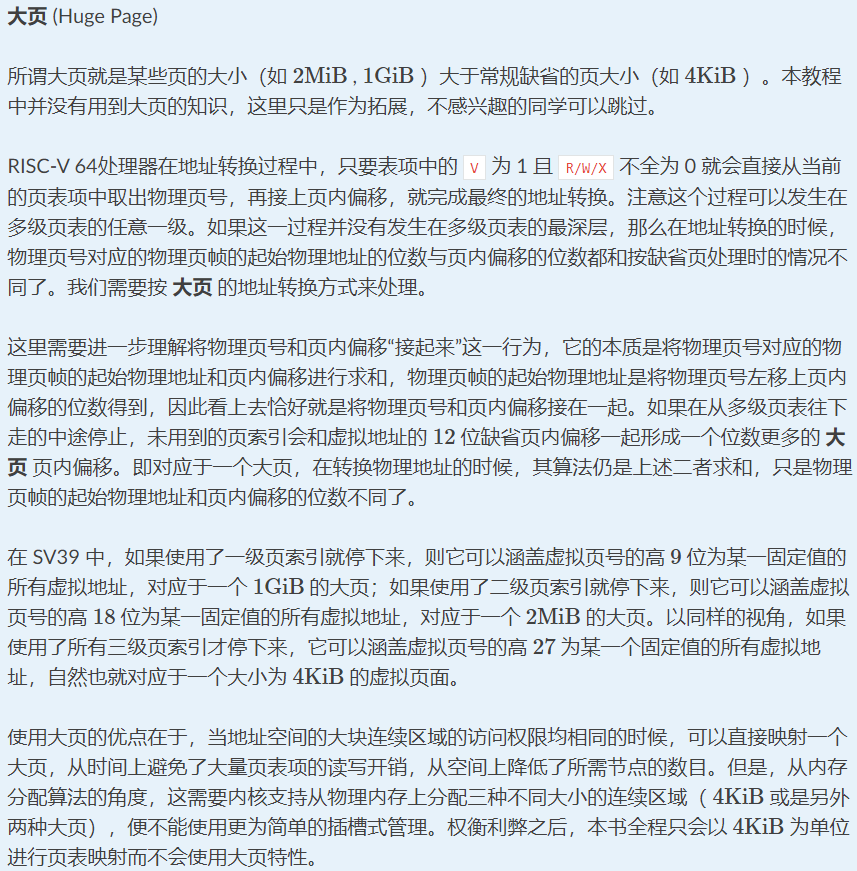 大页 (Huge Page)
所谓大页就是某些页的大小（如 2MiB , 1GiB ）大于常规缺省的页大小（如 4KiB ）。本教程
中并没有用到大页的知识，这里只是作为拓展，不感兴趣的同学可以跳过。
RISC-V 64处理器在地址转换过程中，只要表项中的 V 为 1 且 R/W/X 不全为 0 就会直接从当前
的页表项中取出物理页号，再接上页内偏移，就完成最终的地址转换。注意这个过程可以发生在
多级页表的任意一级。如果这一过程并没有发生在多级页表的最深层，那么在地址转换的时候，
物理页号对应的物理页帧的起始物理地址的位数与页内偏移的位数都和按缺省页处理时的情况不
同了。我们需要按 大页 的地址转换方式来处理。
这里需要进一步理解将物理页号和页内偏移“接起来”这一行为，它的本质是将物理页号对应的物
理页帧的起始物理地址和页内偏移进行求和，物理页帧的起始物理地址是将物理页号左移上页内
偏移的位数得到，因此看上去恰好就是将物理页号和页内偏移接在一起。如果在从多级页表往下
走的中途停止，未用到的页索引会和虚拟地址的 12 位缺省页内偏移一起形成一个位数更多的 大
页 页内偏移。即对应于一个大页，在转换物理地址的时候，其算法仍是上述二者求和，只是物理
页帧的起始物理地址和页内偏移的位数不同了。
在 SV39 中，如果使用了一级页索引就停下来，则它可以涵盖虚拟页号的高 9 位为某一固定值的
所有虚拟地址，对应于一个 1GiB 的大页；如果使用了二级页索引就停下来，则它可以涵盖虚拟
页号的高 18 位为某一固定值的所有虚拟地址，对应于一个 2MiB 的大页。以同样的视角，如果
使用了所有三级页索引才停下来，它可以涵盖虚拟页号的高 27 为某一个固定值的所有虚拟地
址，自然也就对应于一个大小为 4KiB 的虚拟页面。
使用大页的优点在于，当地址空间的大块连续区域的访问权限均相同的时候，可以直接映射一个
大页，从时间上避免了大量页表项的读写开销，从空间上降低了所需节点的数目。但是，从内存
分配算法的角度，这需要内核支持从物理内存上分配三种不同大小的连续区域（ 4KiB 或是另外
两种大页），便不能使用更为简单的插槽式管理。权衡利弊之后，本书全程只会以 4KiB 为单位
进行页表映射而不会使用大页特性。